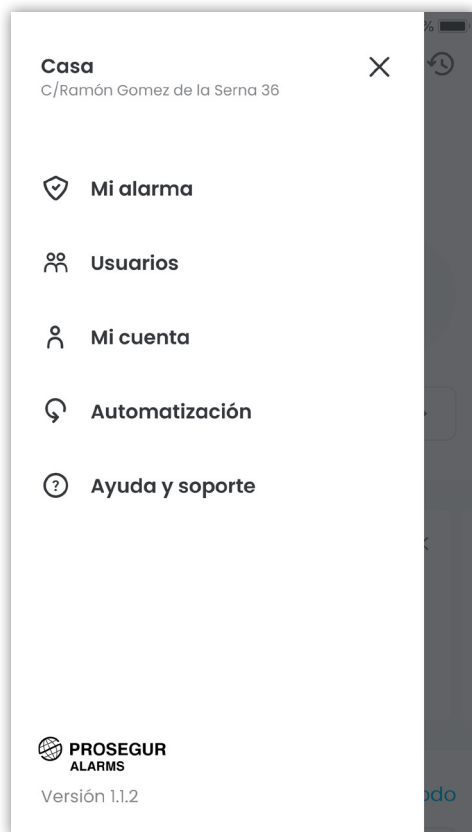 %
Casa
C/Ramón Gomez de la Serna 36
Mi alarma
Usuarios
Mi cuenta
Automatización
? Ayuda y soporte
PROSEGUR
ALARMS
Versión 1.1.2